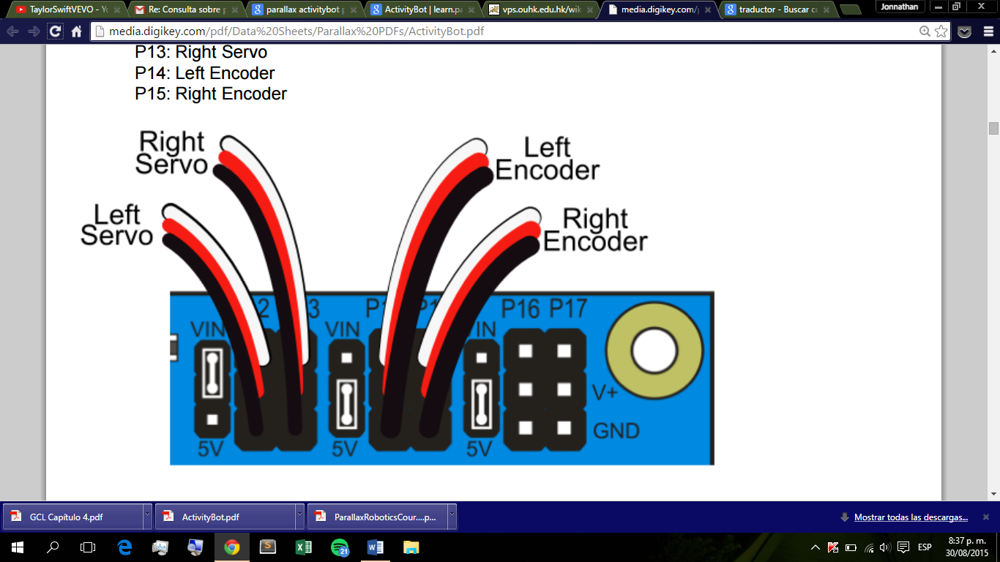 TaylorSwiftVEVO - Yo
Re: Consulta sobre p
parallax activitybot p
ActivityBot | learn.pa
vps.ouhk.edu.hk/wik
media.digikey.com/p
traductor - Buscar co
Jonnathan
media.digikey.com/pdf/Data%20Sheets/Parallax%20PDFs/ActivityBot.pdf
P13: Right Servo
P14: Left Encoder
P15: Right Encoder
Right
Servo
Left
Encoder
Left
Servo
Right
Encoder
2 3 P1 P1 P16 P17
VIN VIN IN
V+
GND
5V 5V 5V
GCL Capítulo 4.pdf
ActivityBot.pdf
ParallaxRoboticsCour....p...
Mostrar todas las descargas...
21
ESP
8:37 p. m.
30/08/2015